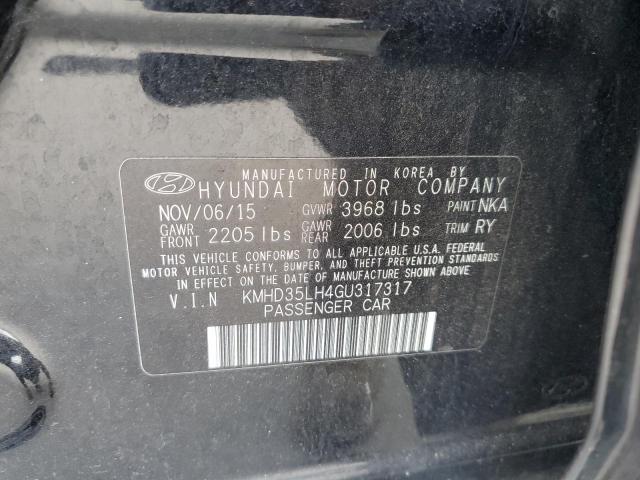 MANUFACTURED IN KOREA BY
HYUNDAI MOTOR COMPANY
NOV/06/15 GVWR 3968 lbs PAINT NKA
GAWR FRONT 2205 lbs GAWR REAR 2006 lbs TRIM RY
THIS VEHICLE CONFORMS TO ALL APPLICABLE U.S.A. FEDERAL
MOTOR VEHICLE SAFETY, BUMPER, AND THEFT PREVENTION STANDARDS
IN EFFECT ON THE DATE OF MANUFACTURE SHOWN ABOVE.
V.I.N KMHD35LH4GU317317
PASSENGER CAR